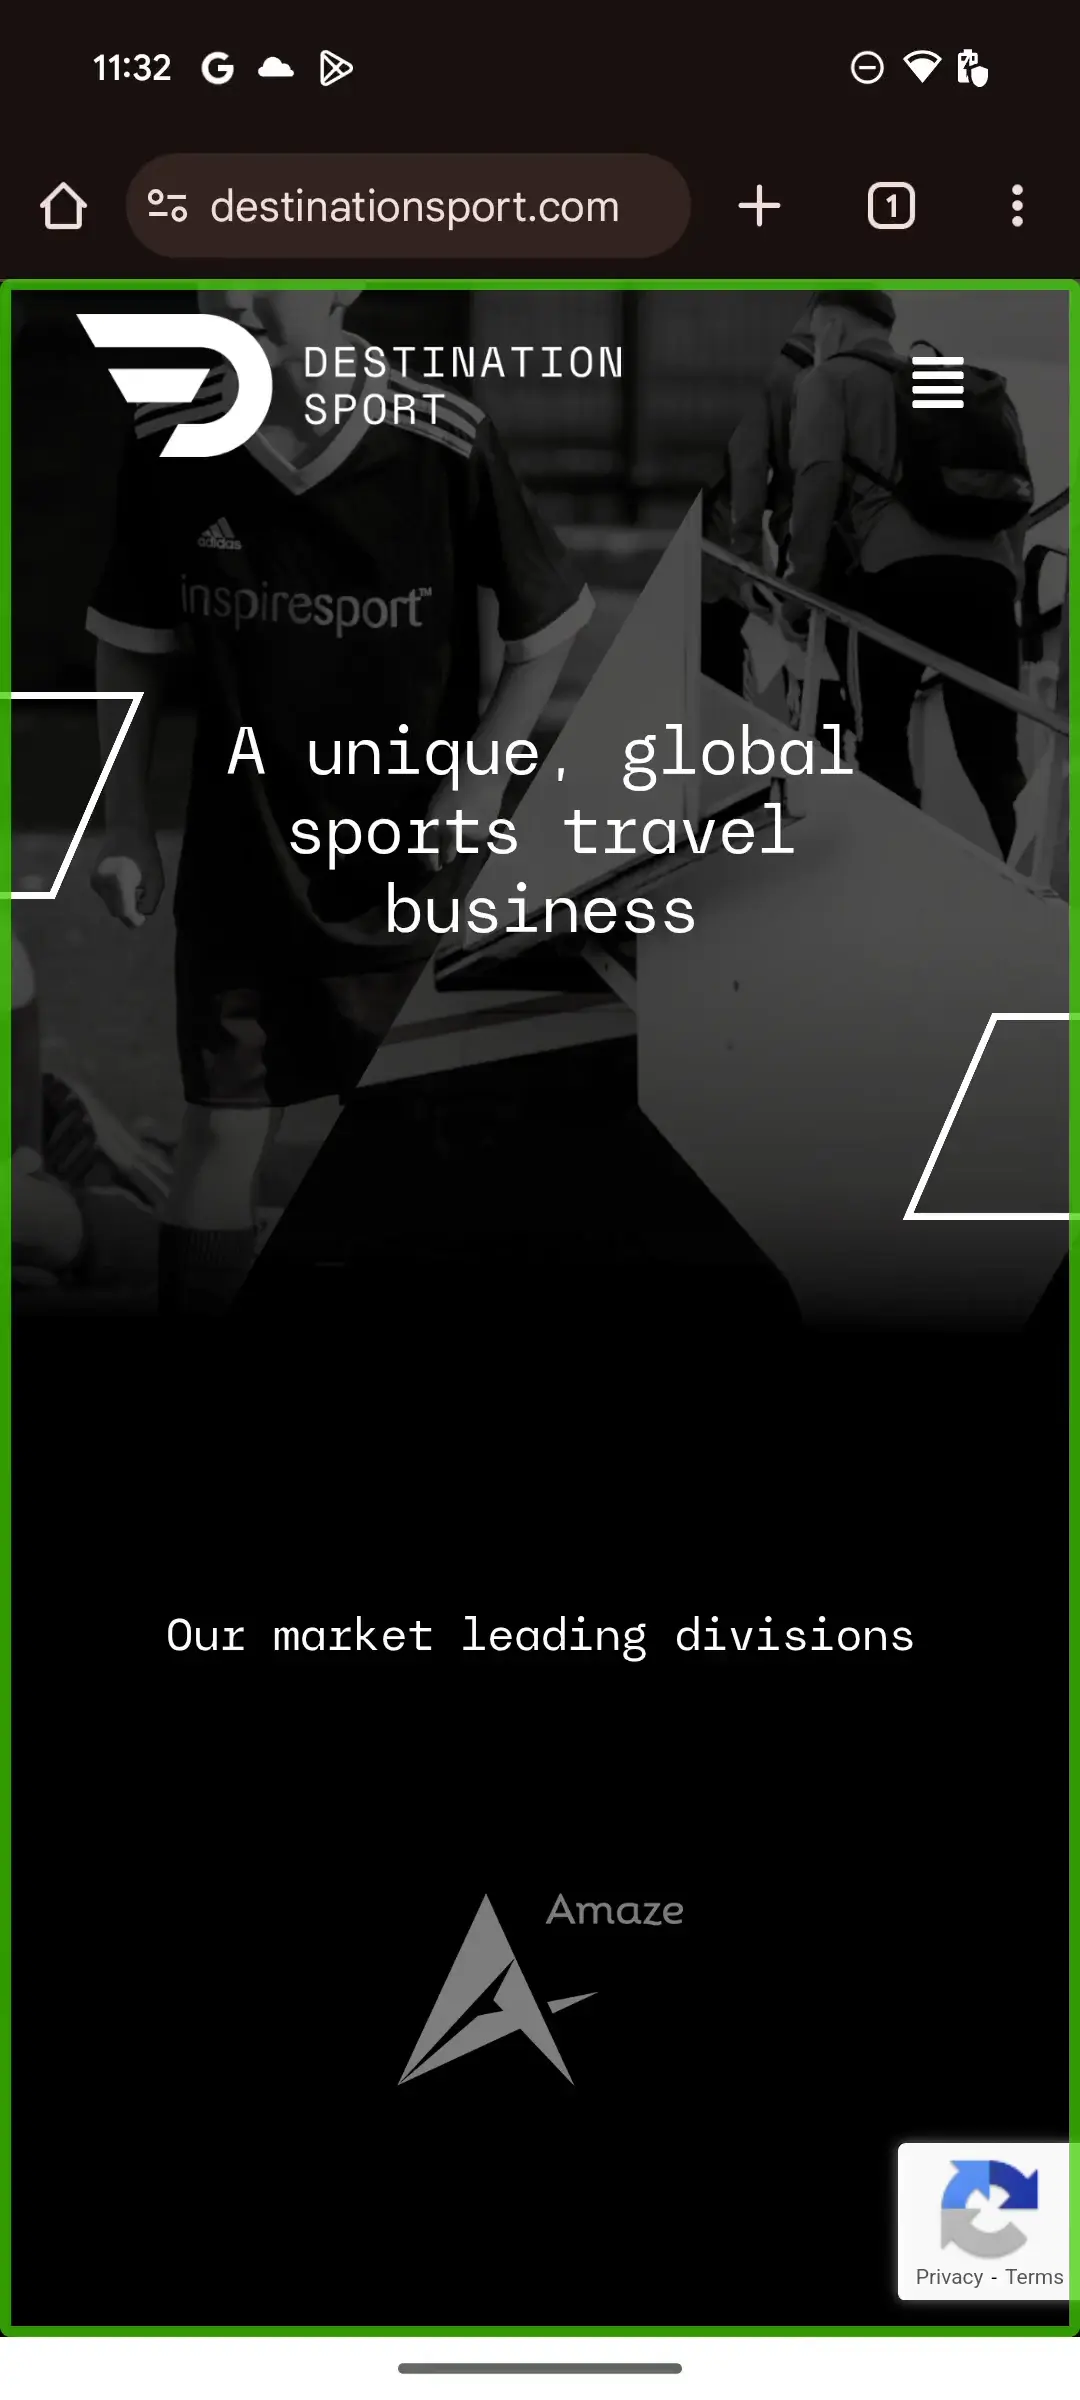 11:32
destinationsport.com
1
DESTINATION
SPORT
adidas
inspiresport™
A unique, global
sports travel
business
Our market leading divisions
Amaze
Privacy - Terms